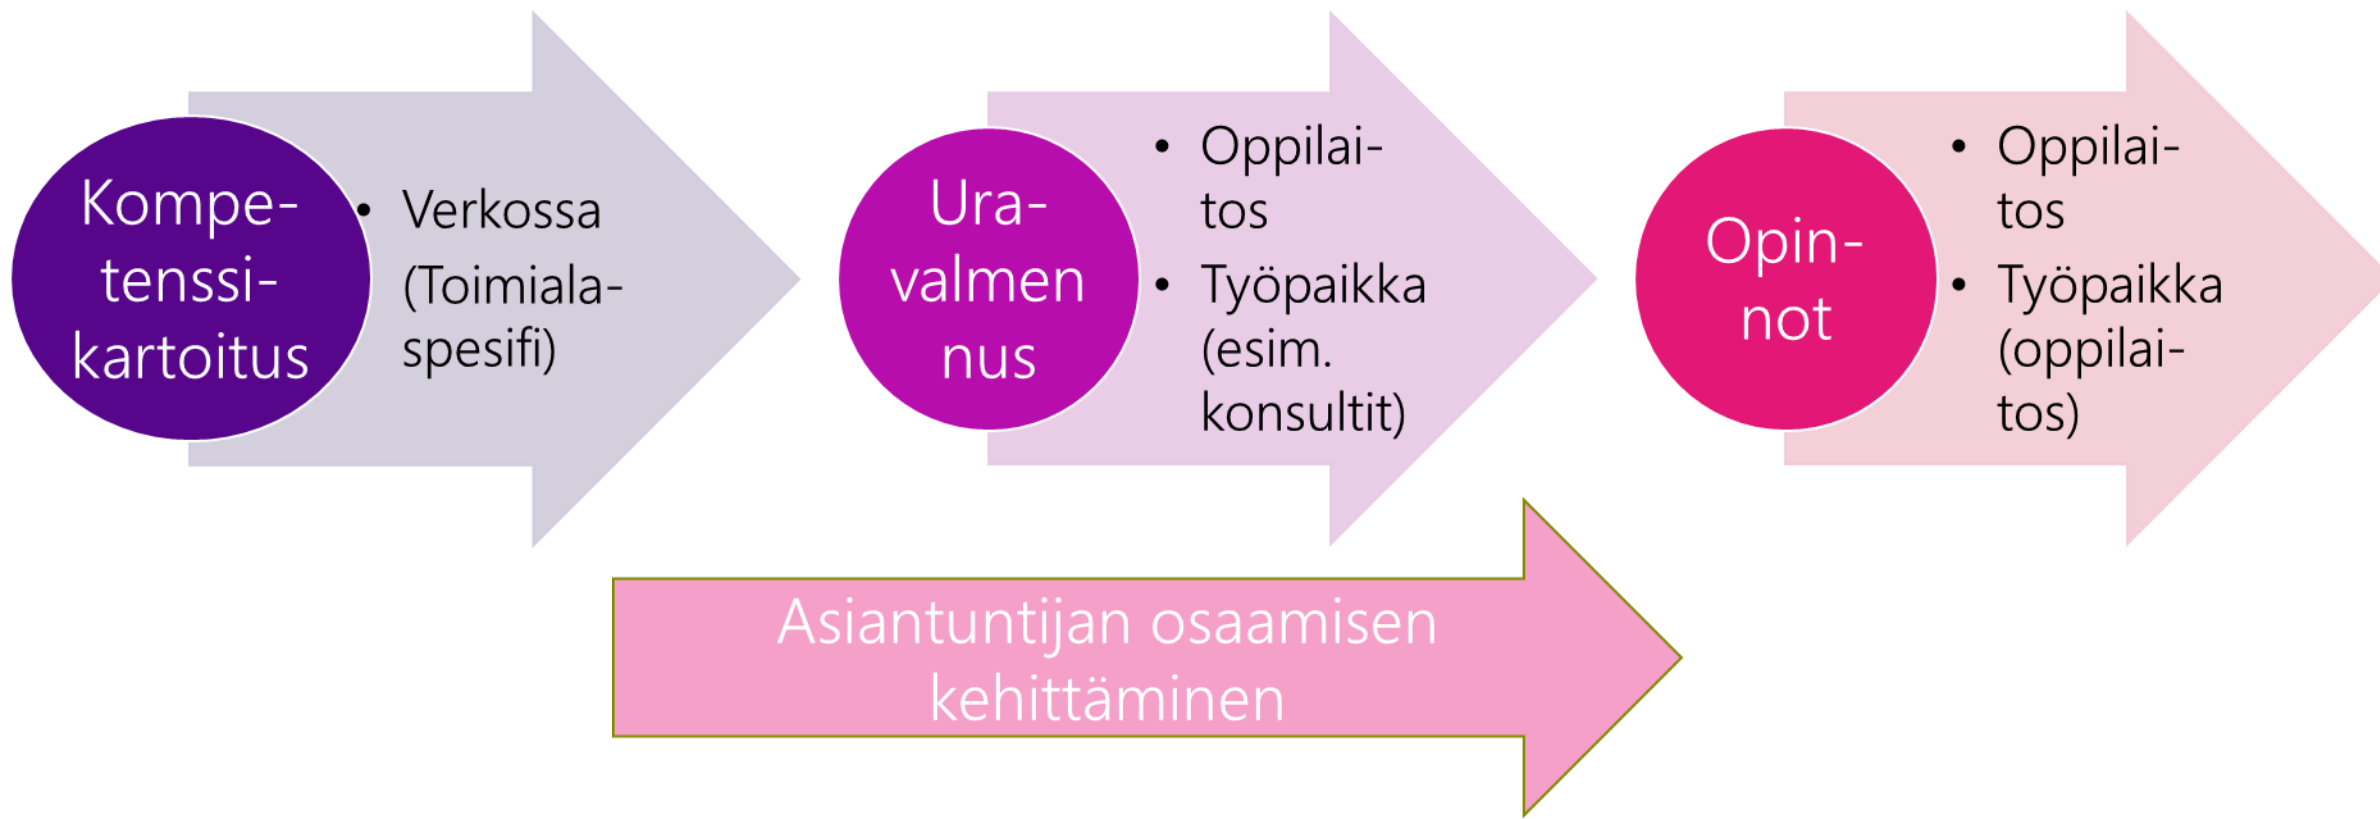 Kompe-
tenssi-
kartoitus
• Verkossa
(Toimiala-
spesifi)
Ura-
valmen
nus
• Oppilai-
tos
• Työpaikka
(esim.
konsultit)
Opin-
not
• Oppilai-
tos
• Työpaikka
(oppilai-
tos)
Asiantuntijan osaamisen
kehittäminen